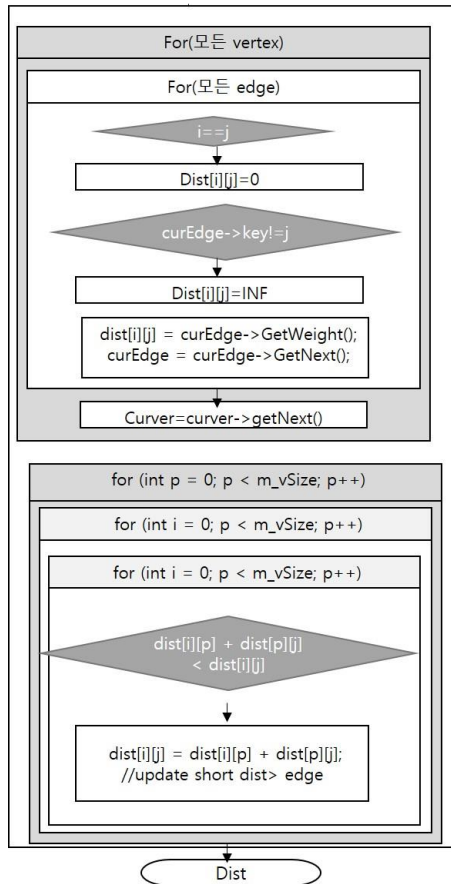 For(모든 vertex)
For(모든 edge)
i==j
Dist[i][j]=0
curEdge->key!=j
Dist[i][j]=INF
dist[i][j] = curEdge->GetWeight();
curEdge = curEdge->GetNext();
Curver=curver->getNext()
for (int p = 0; p < m_vSize; p++)
for (int i = 0; p < m_vSize; p++)
for (int i = 0; p < m_vSize; p++)
dist[i][p] + dist[p][j]
< dist[i][j]
dist[i][j] = dist[i][p] + dist[p][j];
//update short dist> edge
Dist